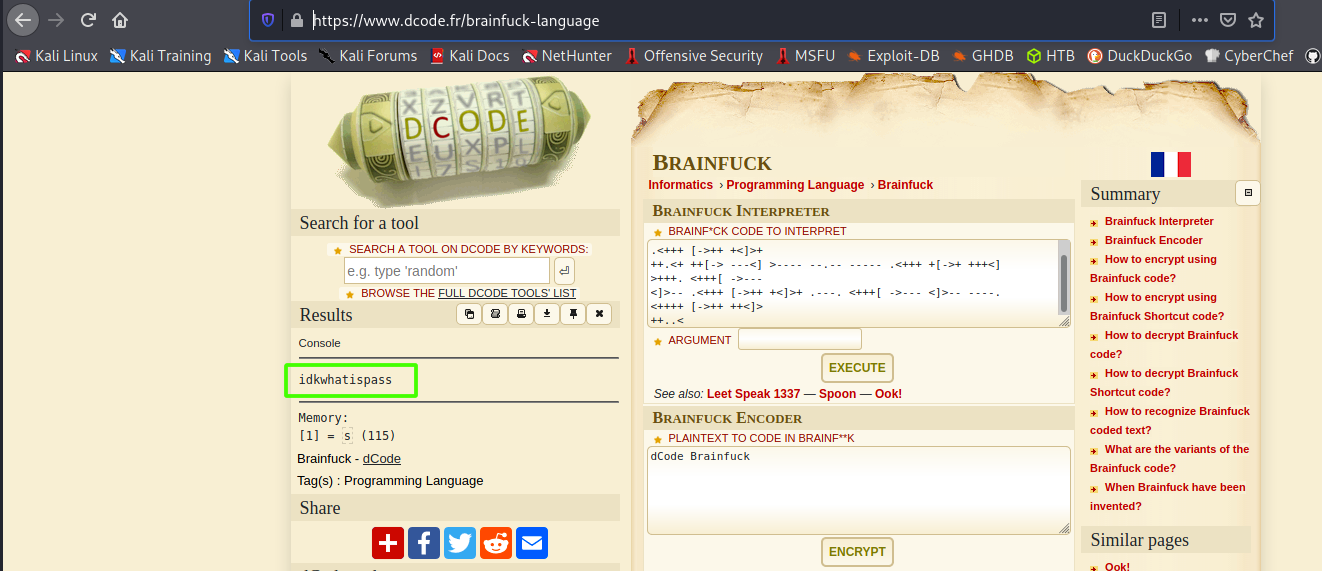 https://www.dcode.fr/brainfuck-language
Kali Linux Kali Training Kali Tools Kali Forums Kali Docs NetHunter Offensive Security MSFU Exploit-DB GHDB HTB DuckDuckGo CyberChef
DCODE
Search for a tool
SEARCH A TOOL ON DCODE BY KEYWORDS:
e.g. type 'random'
BROWSE THE FULL DCODE TOOLS' LIST
Results
Console
idkwhatispass
Memory:
[1] = s (115)
Brainfuck - dCode
Tag(s) : Programming Language
Share
BRAINFUCK
Informatics › Programming Language › Brainfuck
BRAINFUCK INTERPRETER
BRAINF*CK CODE TO INTERPRET
.<+++ [->++ +<]>+
++.<+ ++[-> ---<] >---- --.-- ----- .<+++ +[->+ +++<]
>+++. <+++[ ->---
<]>-- .<+++ [->++ +<]>+ .---. <+++[ ->--- <]>-- ----.
<++++ [->++ ++<]>
++..<
ARGUMENT
EXECUTE
See also: Leet Speak 1337 — Spoon — Ook!
BRAINFUCK ENCODER
PLAINTEXT TO CODE IN BRAINF**K
dCode Brainfuck
ENCRYPT
Summary
Brainfuck Interpreter
Brainfuck Encoder
How to encrypt using
Brainfuck code?
How to encrypt using
Brainfuck Shortcut code?
How to decrypt Brainfuck
code?
How to decrypt Brainfuck
Shortcut code?
How to recognize Brainfuck
coded text?
What are the variants of the
Brainfuck code?
When Brainfuck have been
invented?
Similar pages
Ook!